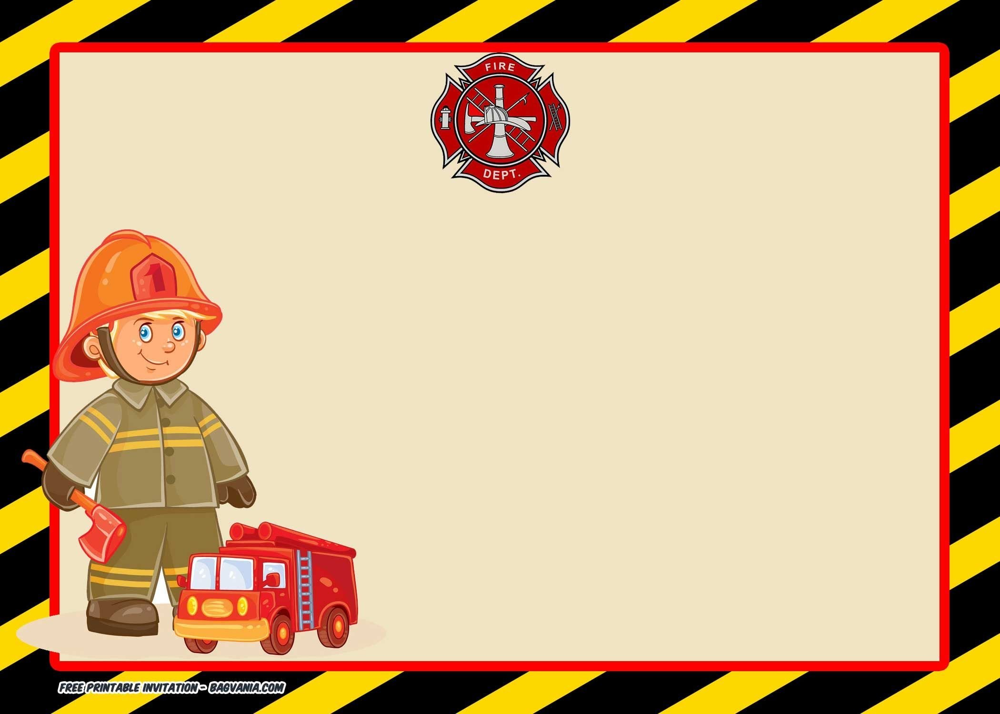 FIRE
DEPT.
1
FREE PRINTABLE INVITATION - BAGVANIA.COM